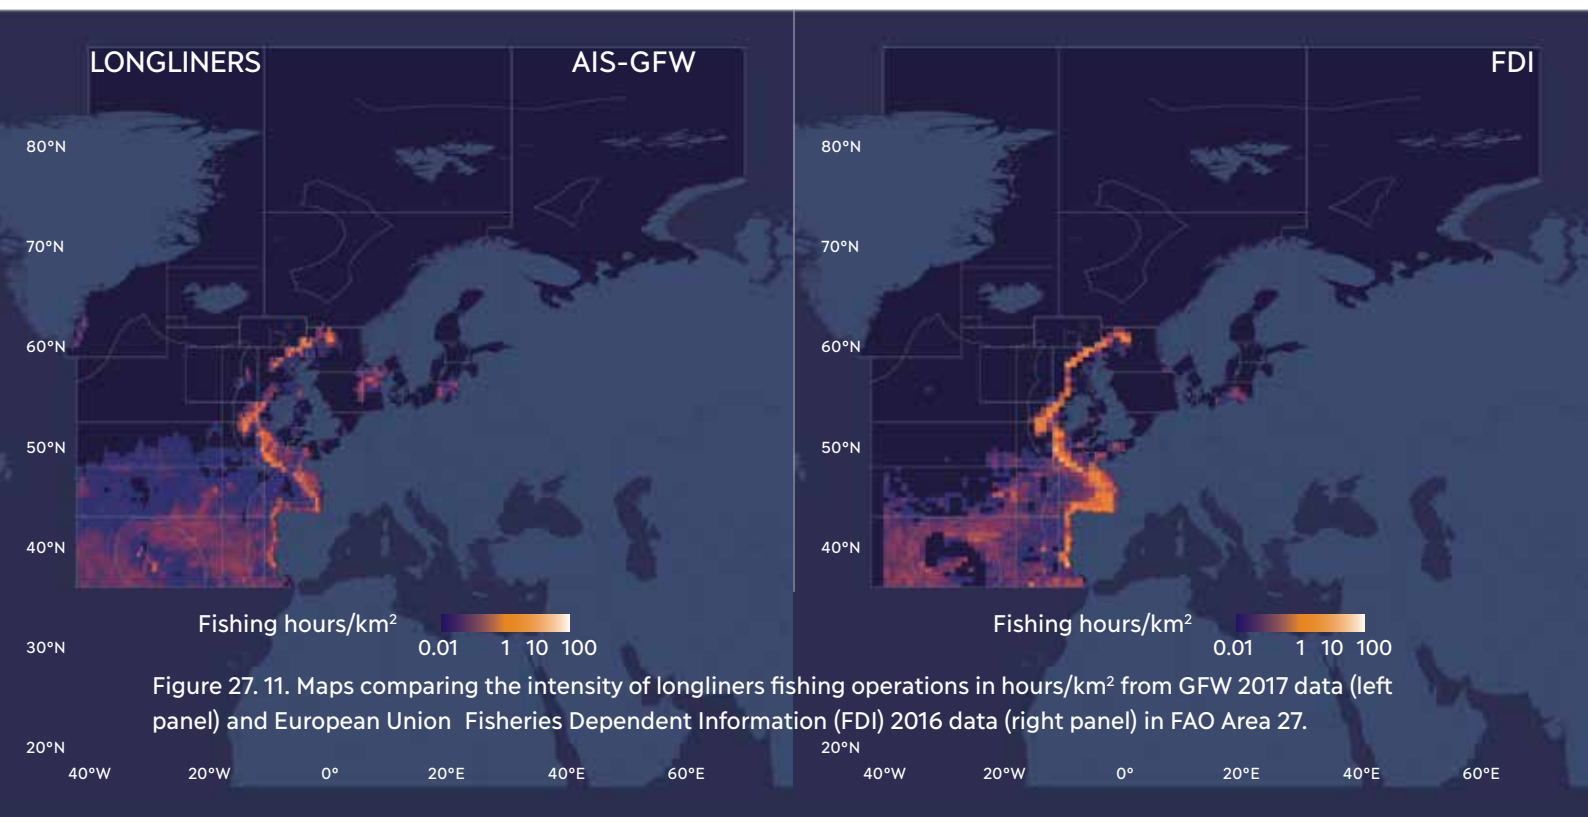 LONGLINERS AIS-GFW FDI
80°N 80°N
70°N 70°N
60°N 60°N
50°N 50°N
40°N 40°N
Fishing hours/km² Fishing hours/km²
0.01 1 10 100 0.01 1 10 100
30°N
Figure 27. 11. Maps comparing the intensity of longliners fishing operations in hours/km² from GFW 2017 data (left
panel) and European Union Fisheries Dependent Information (FDI) 2016 data (right panel) in FAO Area 27.
20°N 20°N
40°W 20°W 0° 20°E 40°E 60°E 40°W 20°W 0° 20°E 40°E 60°E